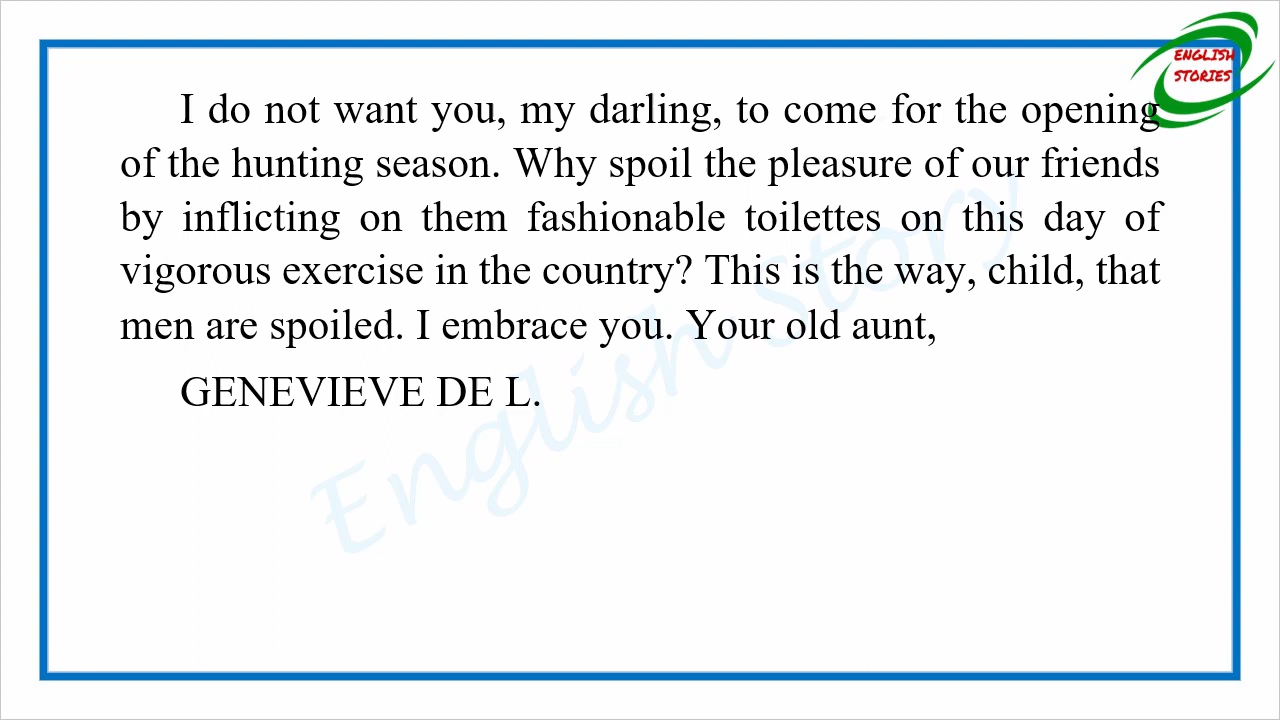 ENGLISH
STORIES
I do not want you, my darling, to come for the opening
of the hunting season. Why spoil the pleasure of our friends
by inflicting on them fashionable toilettes on this day of
vigorous exercise in the country? This is the way, child, that
men are spoiled. I embrace you. Your old aunt,
GENEVIEVE DE L.
English Story